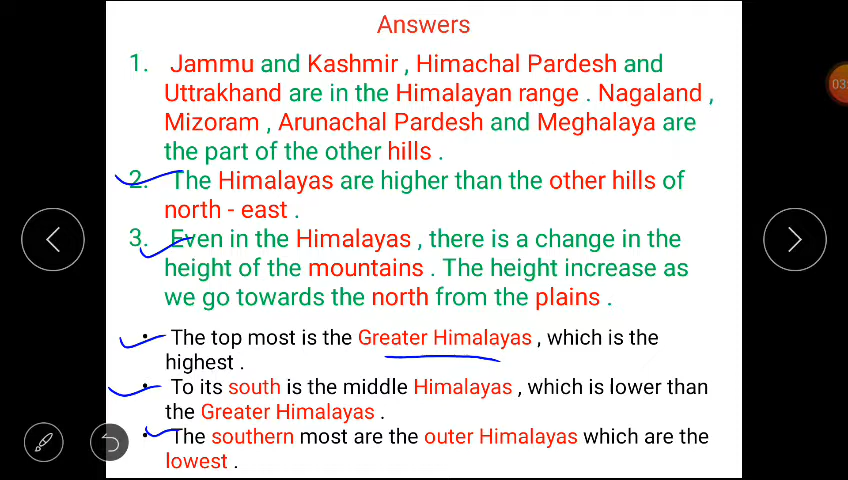 Answers
1. Jammu and Kashmir , Himachal Pardesh and
Uttrakhand are in the Himalayan range . Nagaland ,
Mizoram , Arunachal Pardesh and Meghalaya are
the part of the other hills .
2. The Himalayas are higher than the other hills of
north - east .
3. Even in the Himalayas , there is a change in the
height of the mountains . The height increase as
we go towards the north from the plains .
• The top most is the Greater Himalayas , which is the
highest .
• To its south is the middle Himalayas , which is lower than
the Greater Himalayas .
• The southern most are the outer Himalayas which are the
lowest .